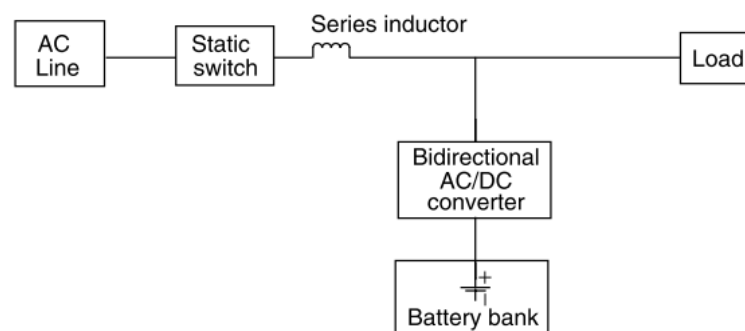 Series inductor
AC
Line
Static
switch
Load
Bidirectional
AC/DC
converter
+
Battery bank